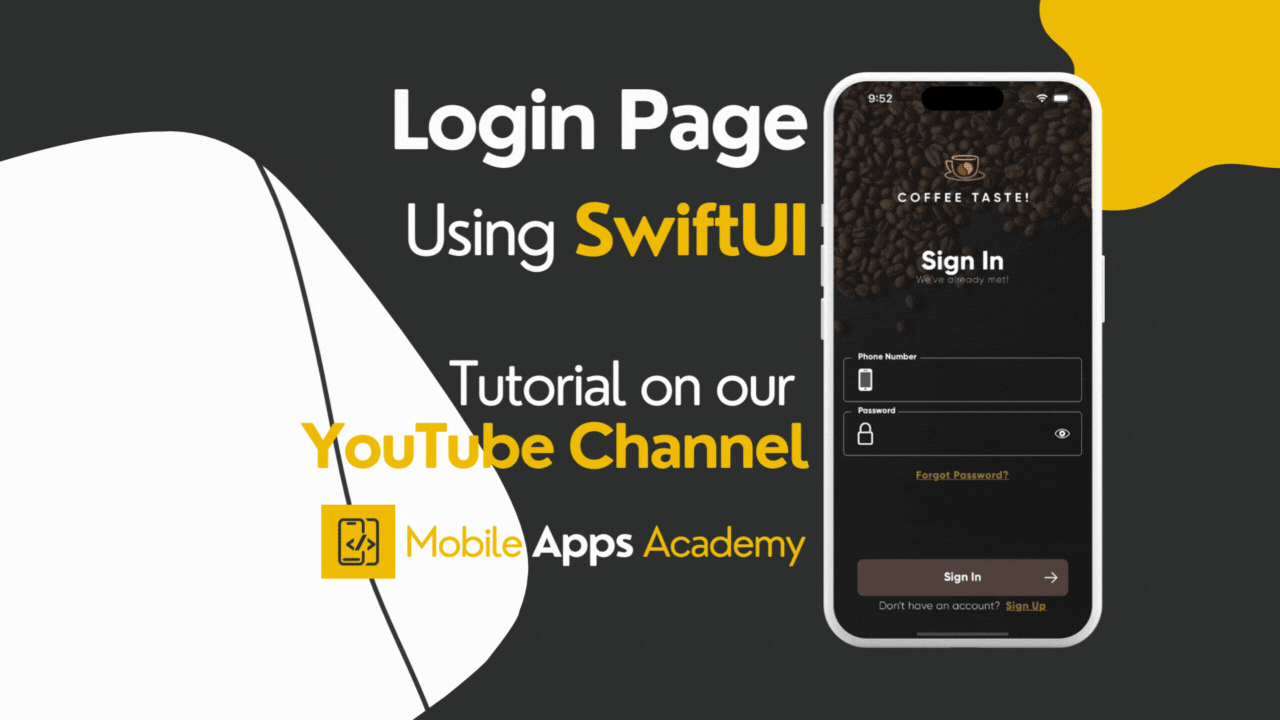 Login Page
Using SwiftUI
Tutorial on our
YouTube Channel
Mobile Apps Academy
9:52
COFFEE TASTE!
Sign In
We've already met!
Phone Number
Password
Forgot Password?
Sign In
Don't have an account? Sign Up